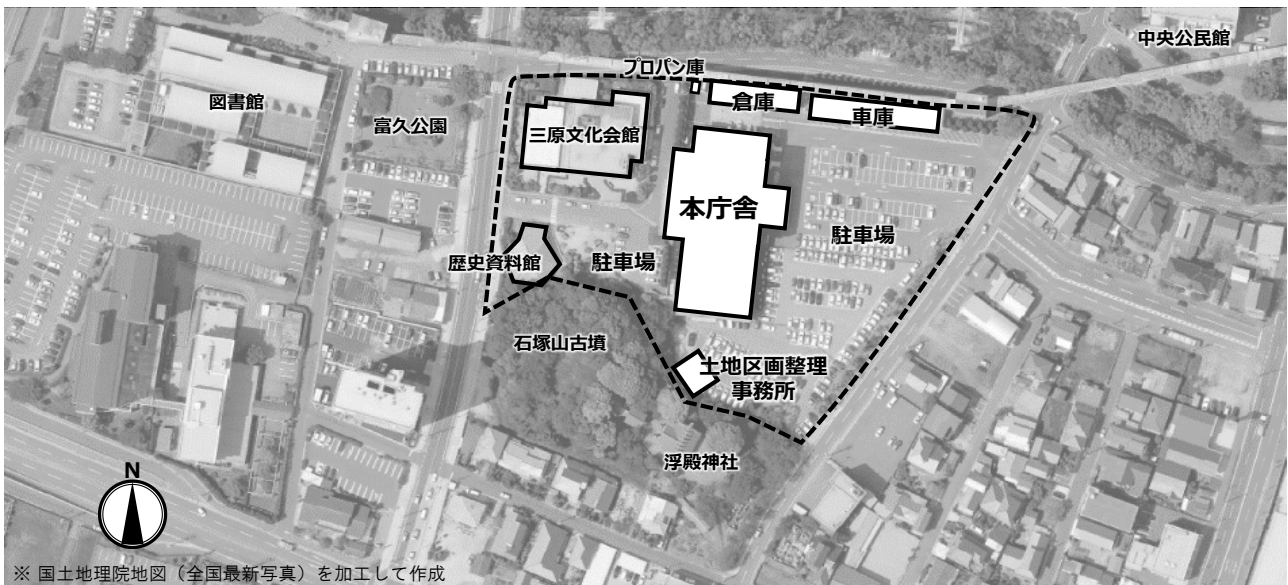 中央公民館
プロパン庫
図書館
倉庫
車庫
富久公園
三原文化会館
本庁舎
駐車場
歴史資料館
駐車場
石塚山古墳
土地区画整理
事務所
浮殿神社
N
※ 国土地理院地図（全国最新写真）を加工して作成